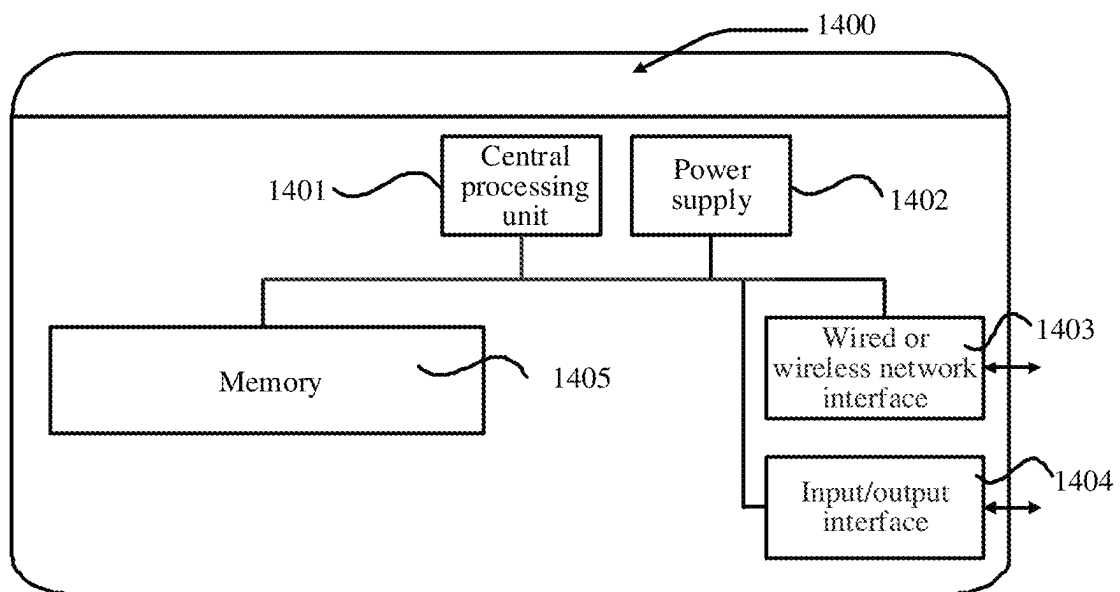 1400
Central
processing
unit
Power
supply
1401
1402
Memory
1405
Wired or
wireless network
interface
1403
Input/output
interface
1404